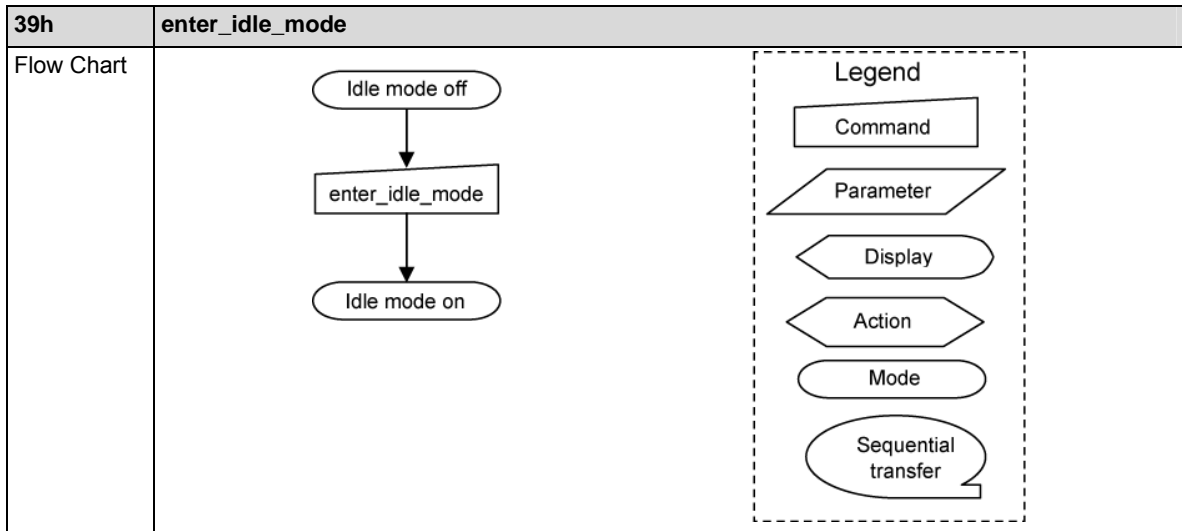 39h enter_idle_mode
Flow Chart
Idle mode off
enter_idle_mode
Idle mode on
Legend
Command
Parameter
Display
Action
Mode
Sequential
transfer